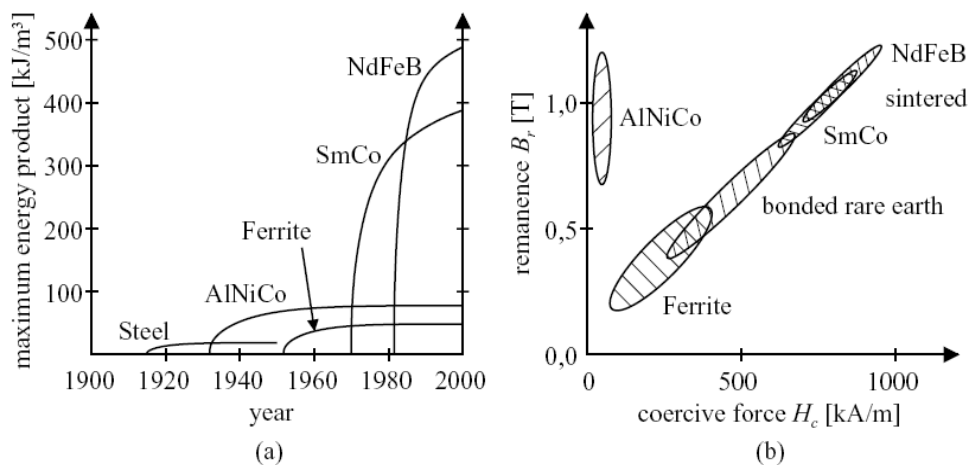 maximum energy product [kJ/m³]
500
400
300
200
100
NdFeB
SmCo
Ferrite
AlNiCo
Steel
1900 1920 1940 1960 1980 2000
year
(a)
remanence Bᵣ [T]
1,0
0,5
0,0
NdFeB
sintered
AlNiCo
SmCo
bonded rare earth
Ferrite
0 500 1000
coercive force H_c [kA/m]
(b)